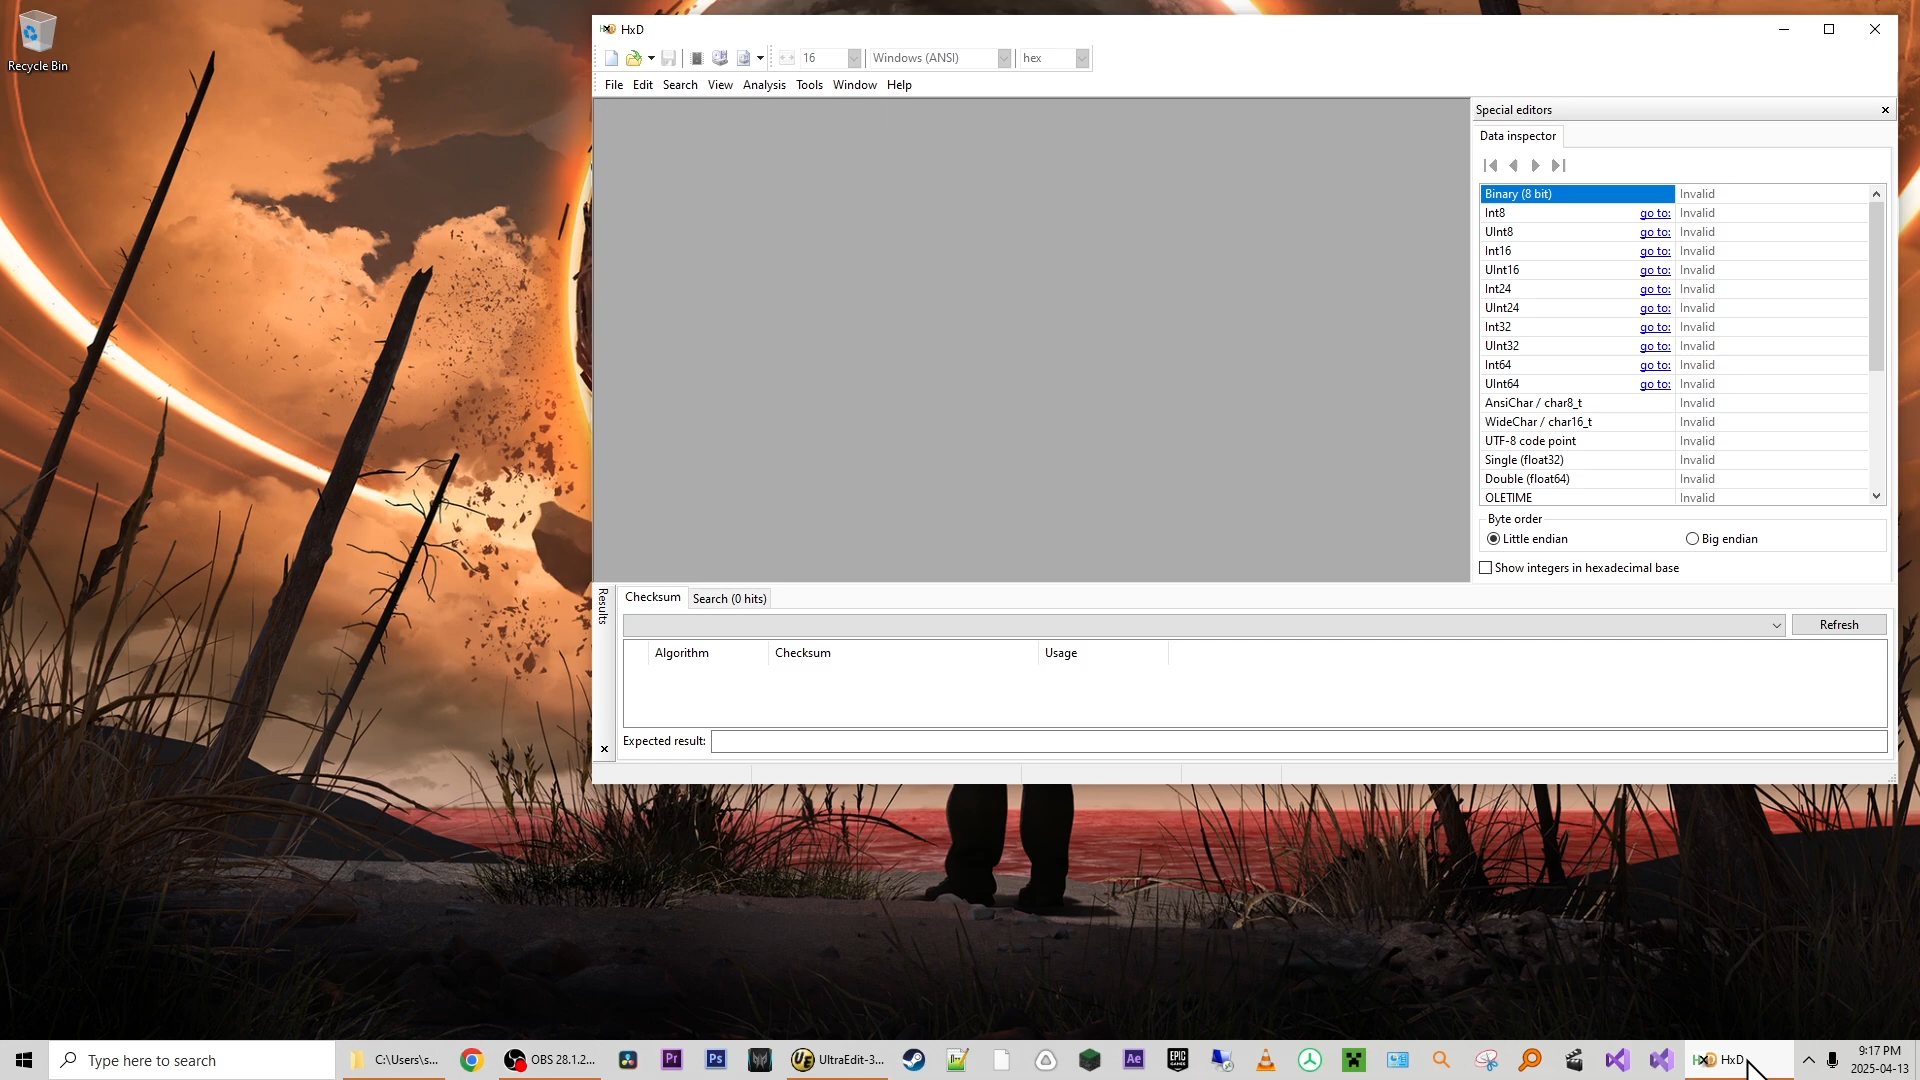 Recycle Bin
HxD
16
Windows (ANSI)
hex
File Edit Search View Analysis Tools Window Help
Special editors
Data inspector
Binary (8 bit) Invalid
Int8 go to: Invalid
UInt8 go to: Invalid
Int16 go to: Invalid
UInt16 go to: Invalid
Int24 go to: Invalid
UInt24 go to: Invalid
Int32 go to: Invalid
UInt32 go to: Invalid
Int64 go to: Invalid
UInt64 go to: Invalid
AnsiChar / char8_t Invalid
WideChar / char16_t Invalid
UTF-8 code point Invalid
Single (float32) Invalid
Double (float64) Invalid
OLETIME Invalid
Byte order
Little endian Big endian
Show integers in hexadecimal base
Results
Checksum Search (0 hits)
Refresh
Algorithm Checksum Usage
Expected result:
Type here to search
C:\Users\s...
OBS 28.1.2...
Pr
Ps
UE
UltraEdit-3...
Ae
EPIC GAMES
HxD
9:17 PM
2025-04-13